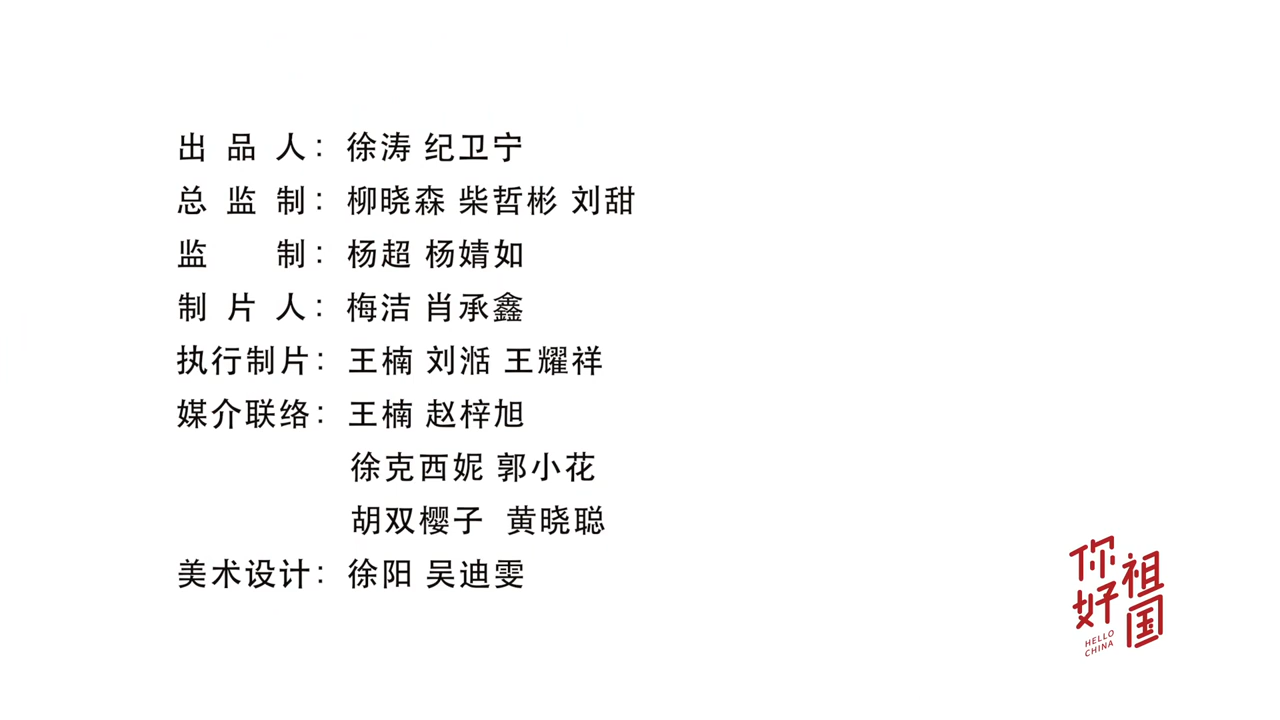 出品人：徐涛 纪卫宁
总监制：柳晓森 柴哲彬 刘甜
监制：杨超 杨婧如
制片人：梅洁 肖承鑫
执行制片：王楠 刘湉 王耀祥
媒介联络：王楠 赵梓旭
徐克西妮 郭小花
胡双樱子 黄晓聪
美术设计：徐阳 吴迪雯
你好
祖国
HELLO
CHINA